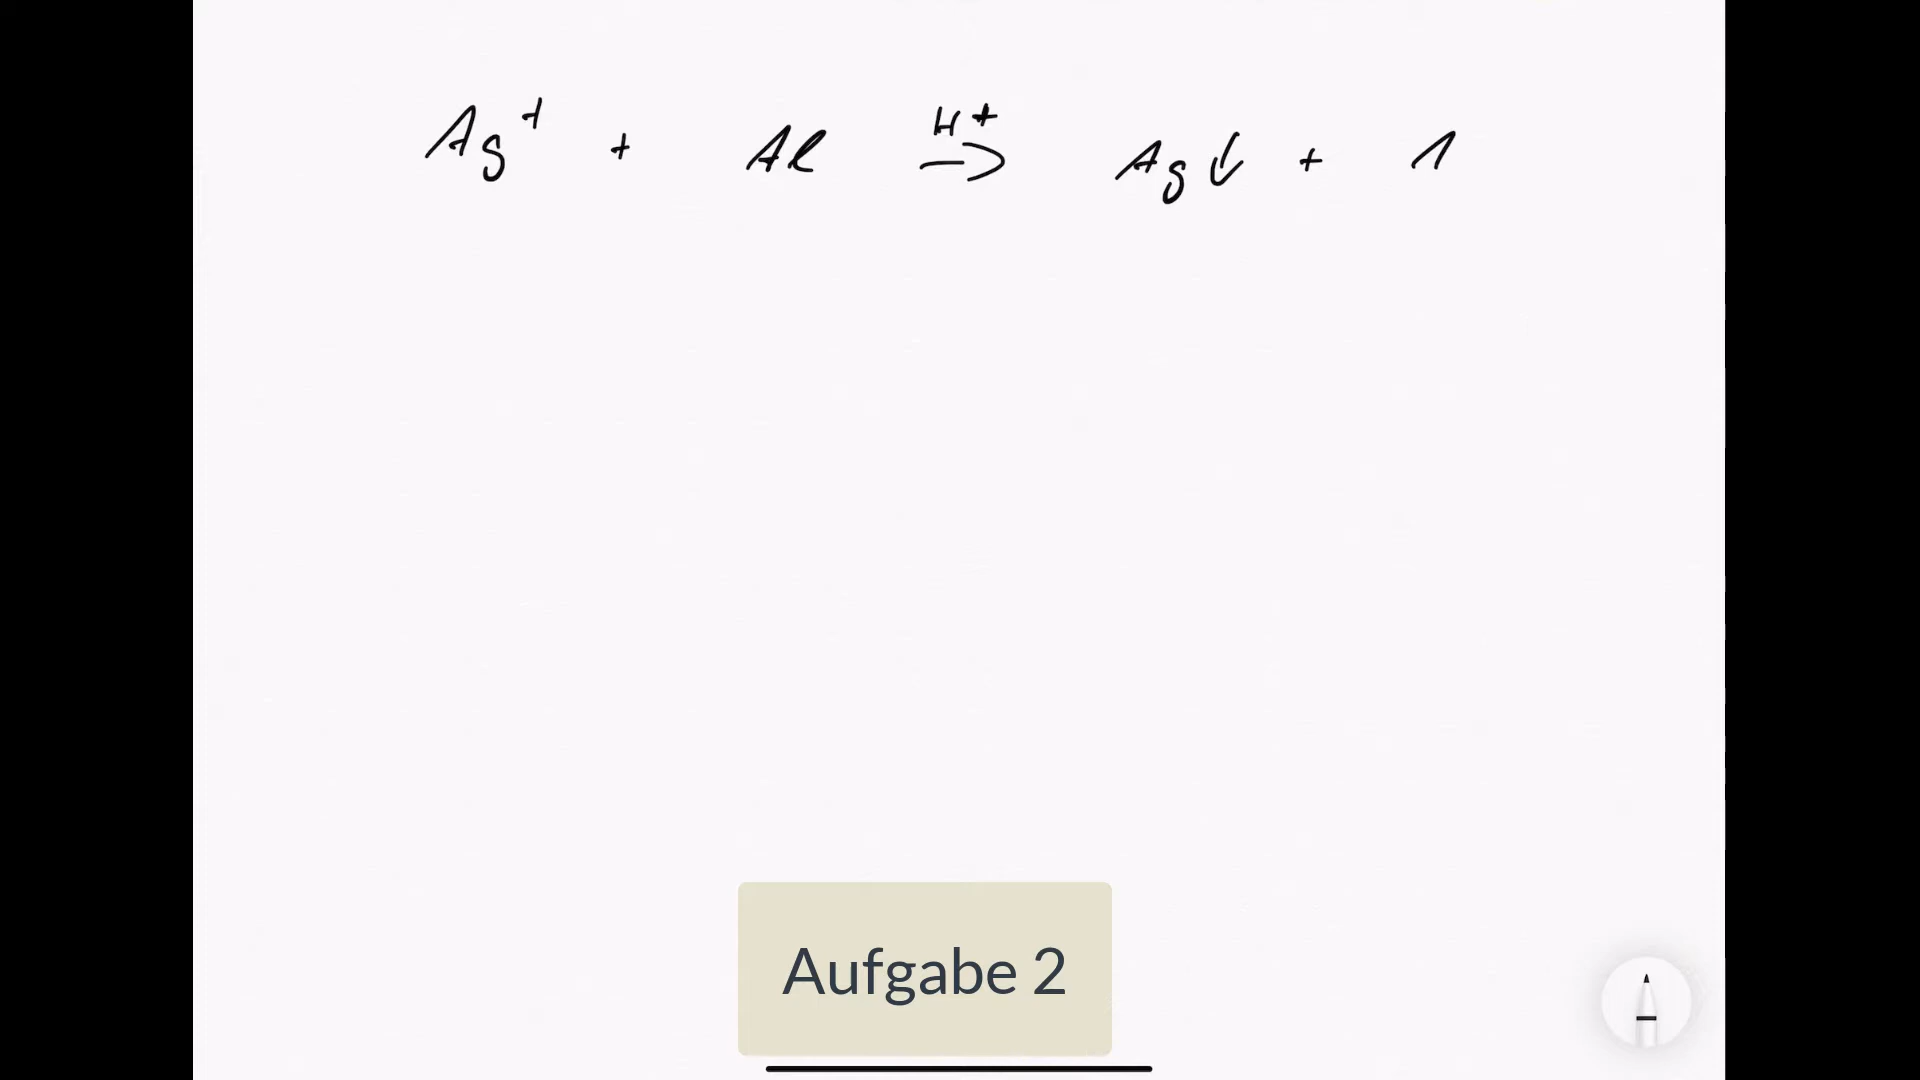 H⁺
Ag⁺ + Al → Ag↓ +
Aufgabe 2